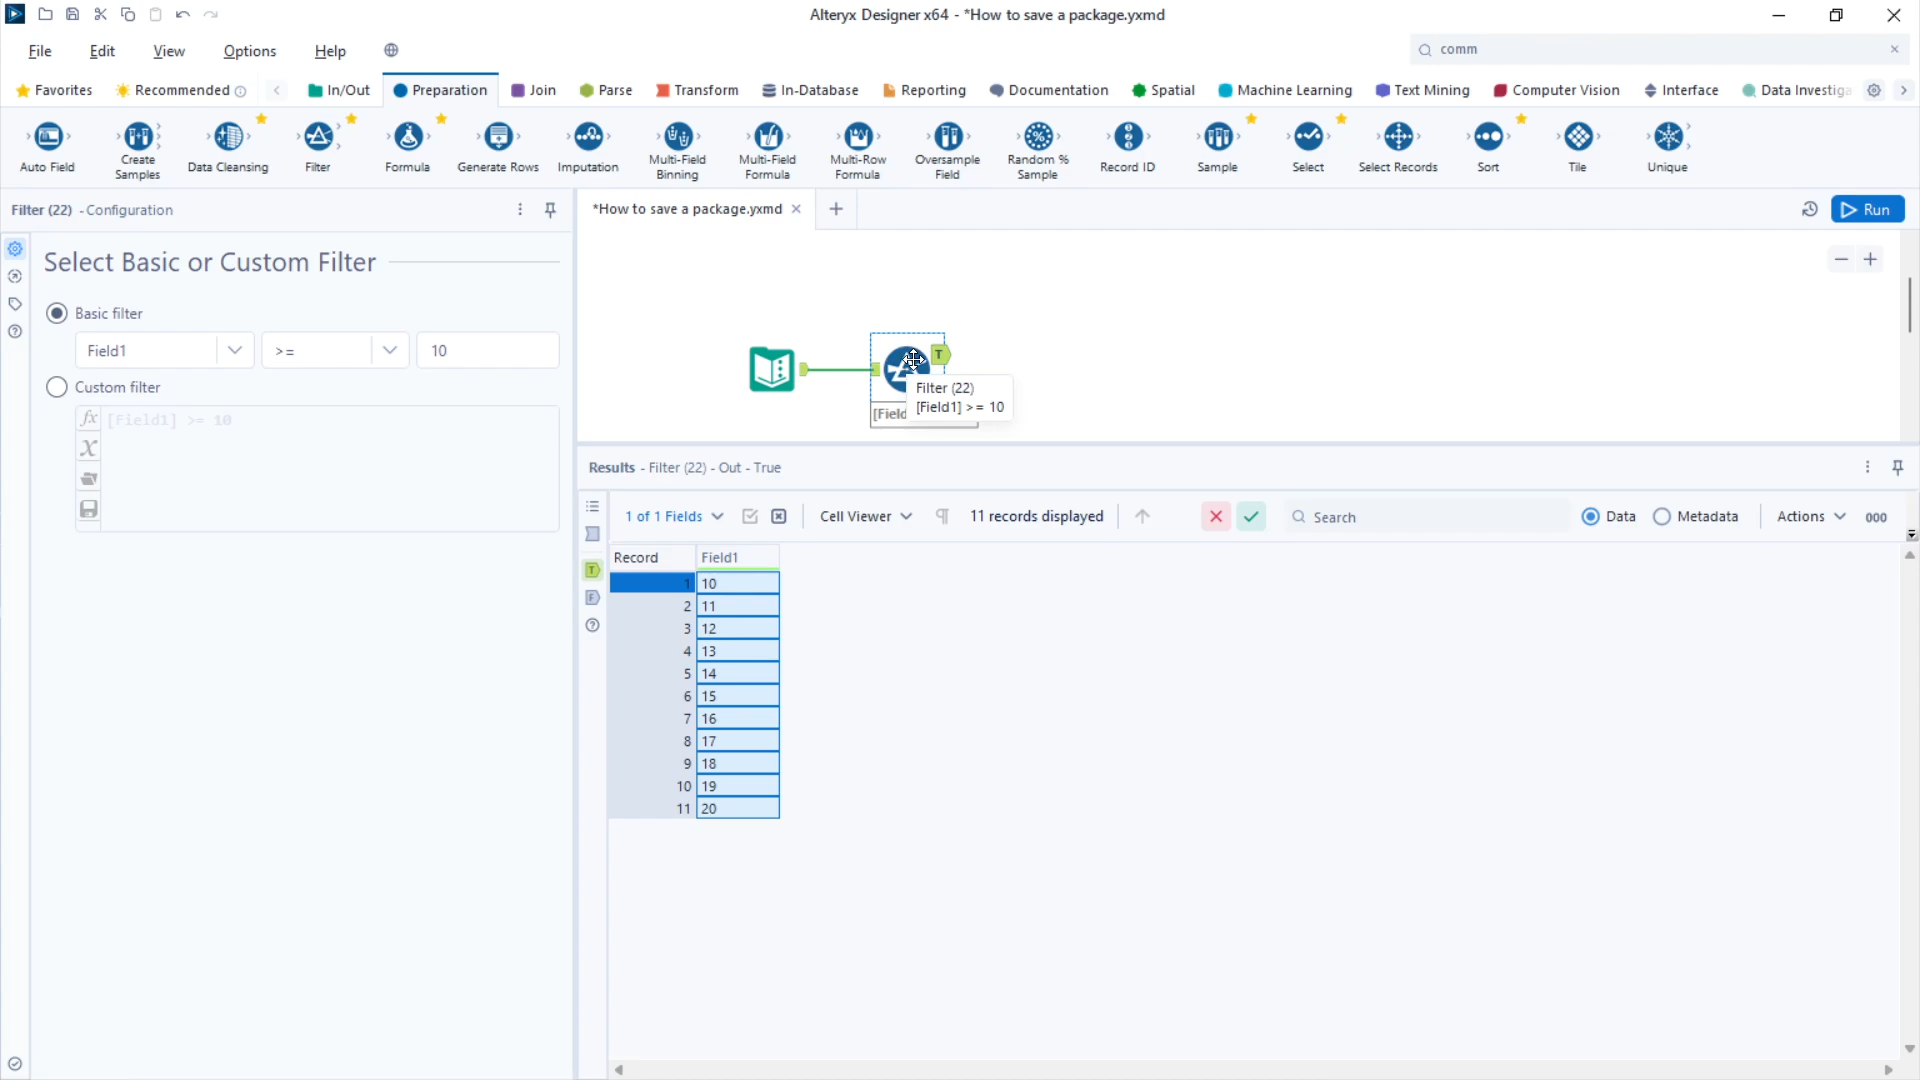 Alteryx Designer x64 - *How to save a package.yxmd
File Edit View Options Help
comm
Favorites Recommended In/Out Preparation Join Parse Transform In-Database Reporting Documentation Spatial Machine Learning Text Mining Computer Vision Interface Data Investiga
Auto Field
Create
Samples
Data Cleansing
Filter
Formula
Generate Rows
Imputation
Multi-Field
Binning
Multi-Field
Formula
Multi-Row
Formula
Oversample
Field
Random %
Sample
Record ID
Sample
Select
Select Records
Sort
Tile
Unique
Filter (22) - Configuration
*How to save a package.yxmd
Run
Select Basic or Custom Filter
Basic filter
Field1 >= 10
Custom filter
fx [Field1] >= 10
X
T
Filter (22)
[Field1] >= 10
[Field
Results - Filter (22) - Out - True
1 of 1 Fields Cell Viewer 11 records displayed Search Data Metadata Actions 000
Record Field1
1 10
2 11
3 12
4 13
5 14
6 15
7 16
8 17
9 18
10 19
11 20
T
F